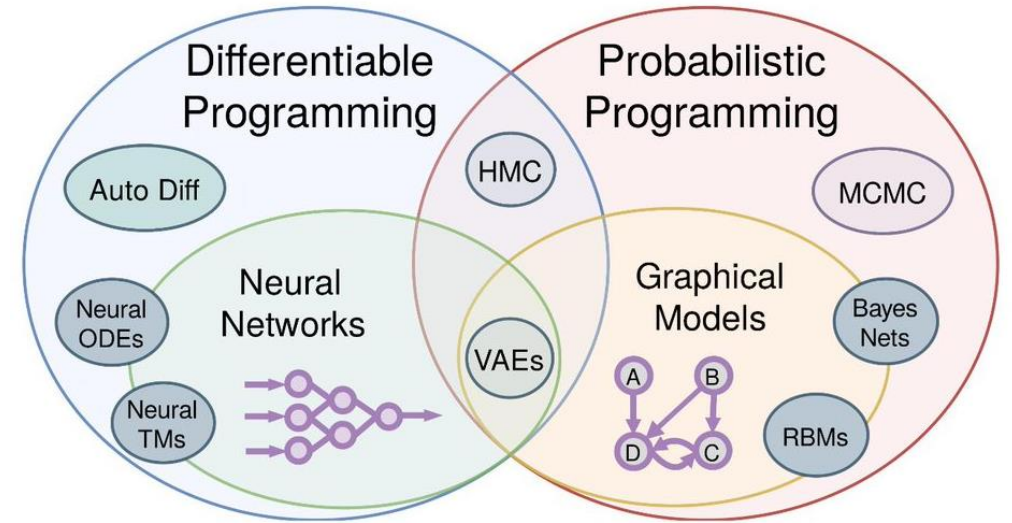 Differentiable
Programming
Probabilistic
Programming
HMC
Auto Diff
MCMC
Neural
Networks
Graphical
Models
Neural
ODEs
Bayes
Nets
VAEs
A
B
Neural
TMs
D
C
RBMs